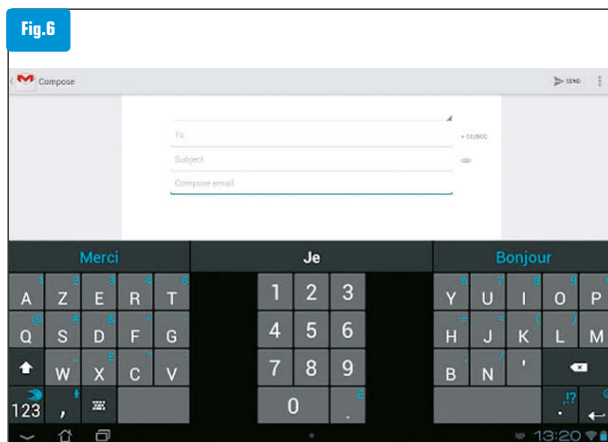 Fig.6
Compose
SEND
To
+ CC/BCC
Subject
Compose email
Merci Je Bonjour
A Z E R T 1 2 3 Y U I O P
Q S D F G 4 5 6 H J K L M
W X C V 7 8 9 B N '
123 , 0 . . ,!?
13:20